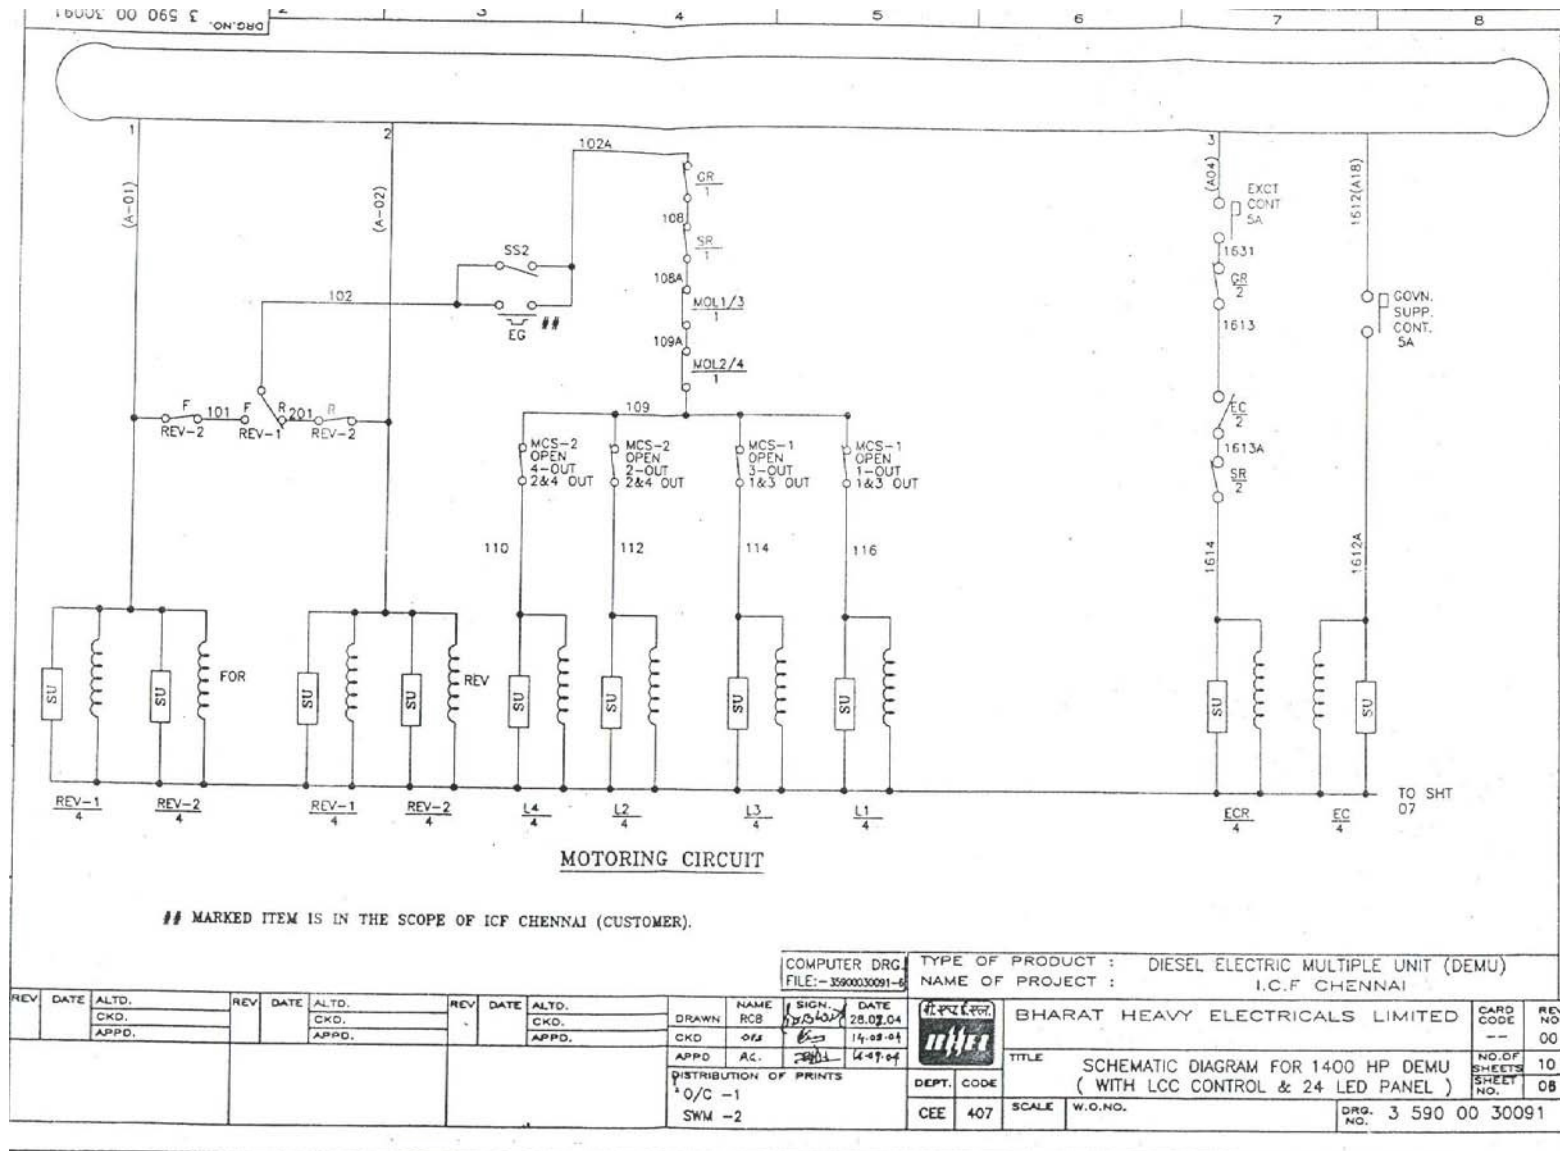 3 590 00 30091
DRG.NO.
2 3 4 5 6 7 8
1 2 3
(A-01)
(A-02)
(A04)
1612(A18)
102A
GR
1
108
SR
1
108A
MOL1/3
1
109A
MOL2/4
1
109
SS2
102
EG ##
F 101 F R 201 R
REV-2 REV-1 REV-2
EXCT
CONT
5A
1631
GR
2
1613
EC
2
1613A
SR
2
1614
GOVN.
SUPP.
CONT.
5A
1612A
MCS-2
OPEN
4-OUT
2&4 OUT
MCS-2
OPEN
2-OUT
2&4 OUT
MCS-1
OPEN
3-OUT
1&3 OUT
MCS-1
OPEN
1-OUT
1&3 OUT
110 112 114 116
SU SU FOR SU SU REV SU SU SU SU SU SU
REV-1 REV-2 REV-1 REV-2 L4 L2 L3 L1 ECR EC
4 4 4 4 4 4 4 4 4 4
TO SHT
07
MOTORING CIRCUIT
## MARKED ITEM IS IN THE SCOPE OF ICF CHENNAI (CUSTOMER).
COMPUTER DRG.
FILE:-35900030091-6
TYPE OF PRODUCT : DIESEL ELECTRIC MULTIPLE UNIT (DEMU)
NAME OF PROJECT : I.C.F CHENNAI
REV DATE ALTD. REV DATE ALTD. REV DATE ALTD.
CKD. CKD. CKD.
APPD. APPD. APPD.
NAME SIGN. DATE
DRAWN RCB
CKD
APPD AC.
DISTRIBUTION OF PRINTS
O/C -1
SWM -2
बी एच ई एल
BHEL
BHARAT HEAVY ELECTRICALS LIMITED
CARD CODE --
REV NO 00
TITLE SCHEMATIC DIAGRAM FOR 1400 HP DEMU
( WITH LCC CONTROL & 24 LED PANEL )
NO.OF SHEETS 10
SHEET NO. 08
DEPT. CODE
CEE 407
SCALE W.O.NO.
DRG. NO. 3 590 00 30091